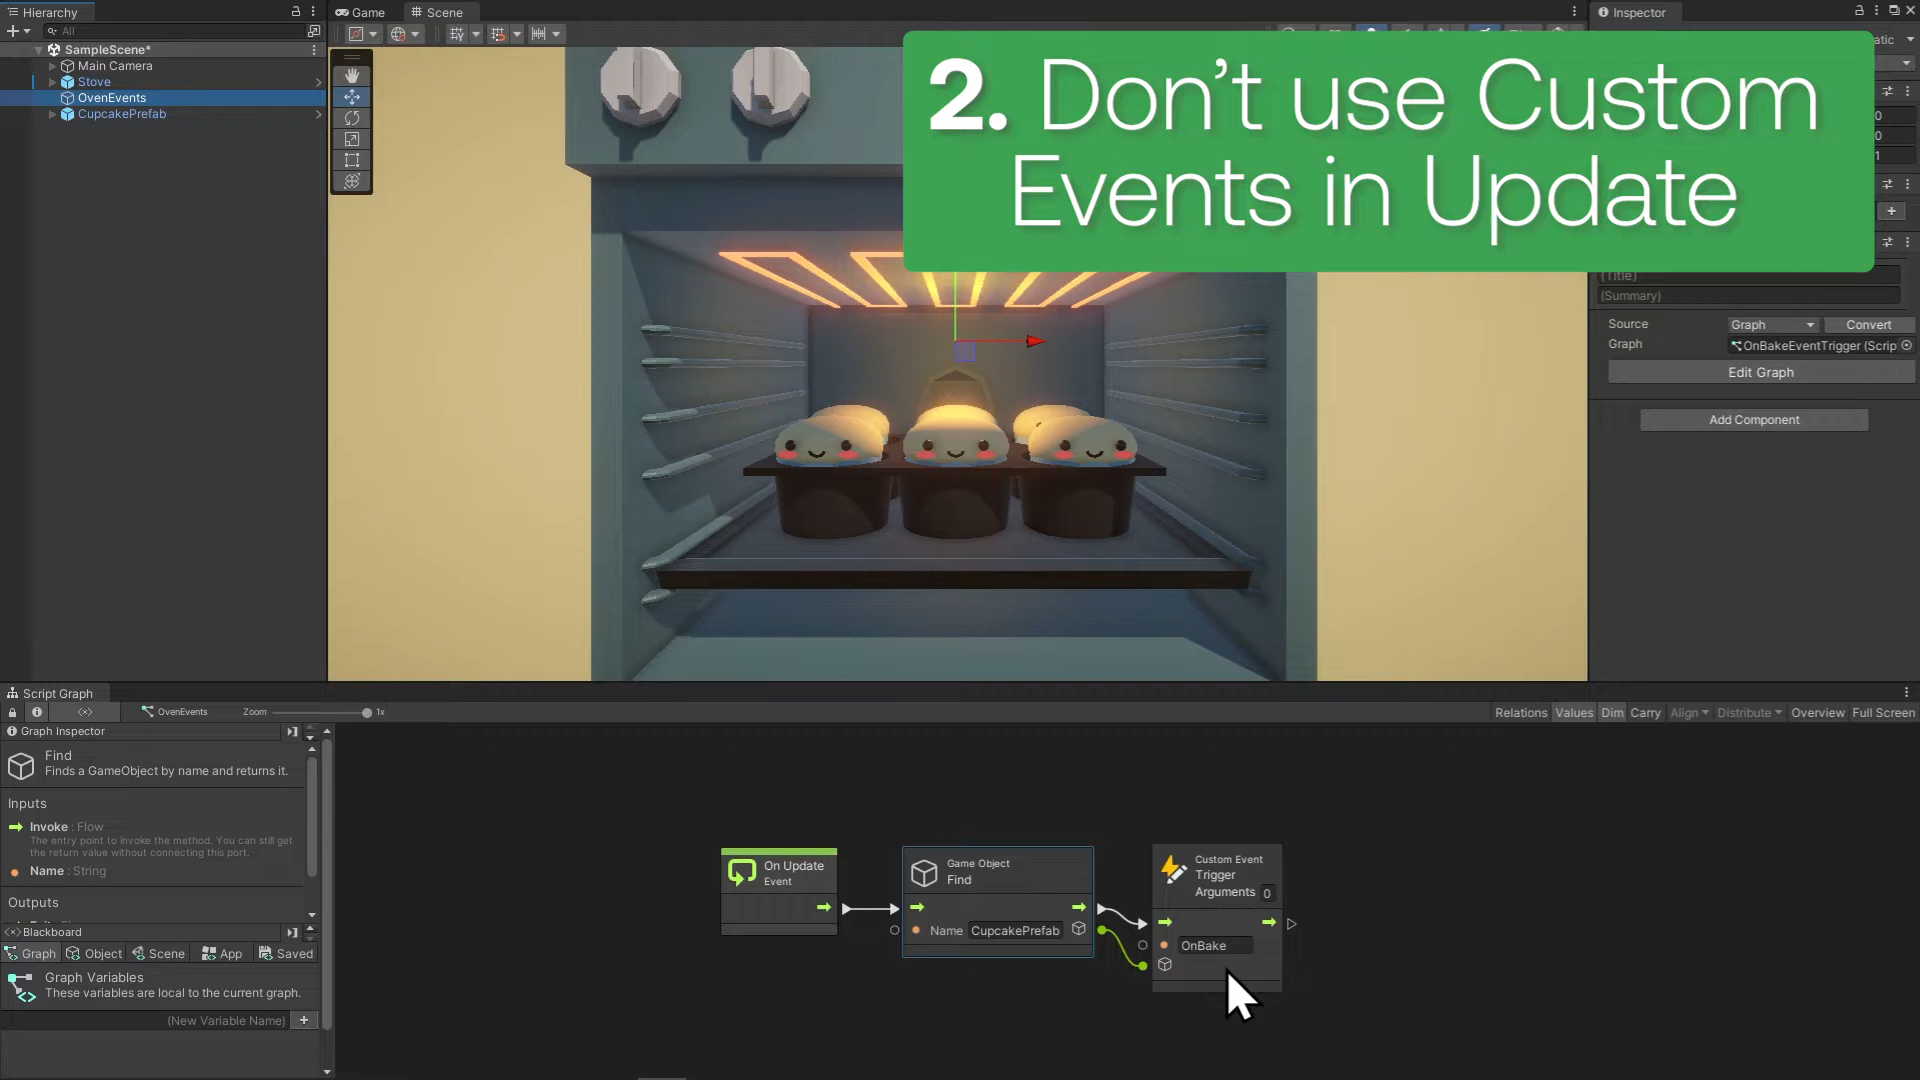 Hierarchy
Game
Scene
Inspector
All
SampleScene*
Main Camera
Stove
OvenEvents
CupcakePrefab
2. Don't use Custom
Events in Update
atic
0
0
1
(Title)
(Summary)
Source
Graph
Convert
Graph
OnBakeEventTrigger (Scrip
Edit Graph
Add Component
Script Graph
OvenEvents
Zoom
1x
Relations
Values
Dim
Carry
Align
Distribute
Overview
Full Screen
Graph Inspector
Find
Finds a GameObject by name and returns it.
Inputs
Invoke : Flow
The entry point to invoke the method. You can still get
the return value without connecting this port.
Name : String
Outputs
Blackboard
Graph
Object
Scene
App
Saved
Graph Variables
These variables are local to the current graph.
(New Variable Name)
On Update
Event
Game Object
Find
Name CupcakePrefab
Custom Event
Trigger
Arguments 0
OnBake